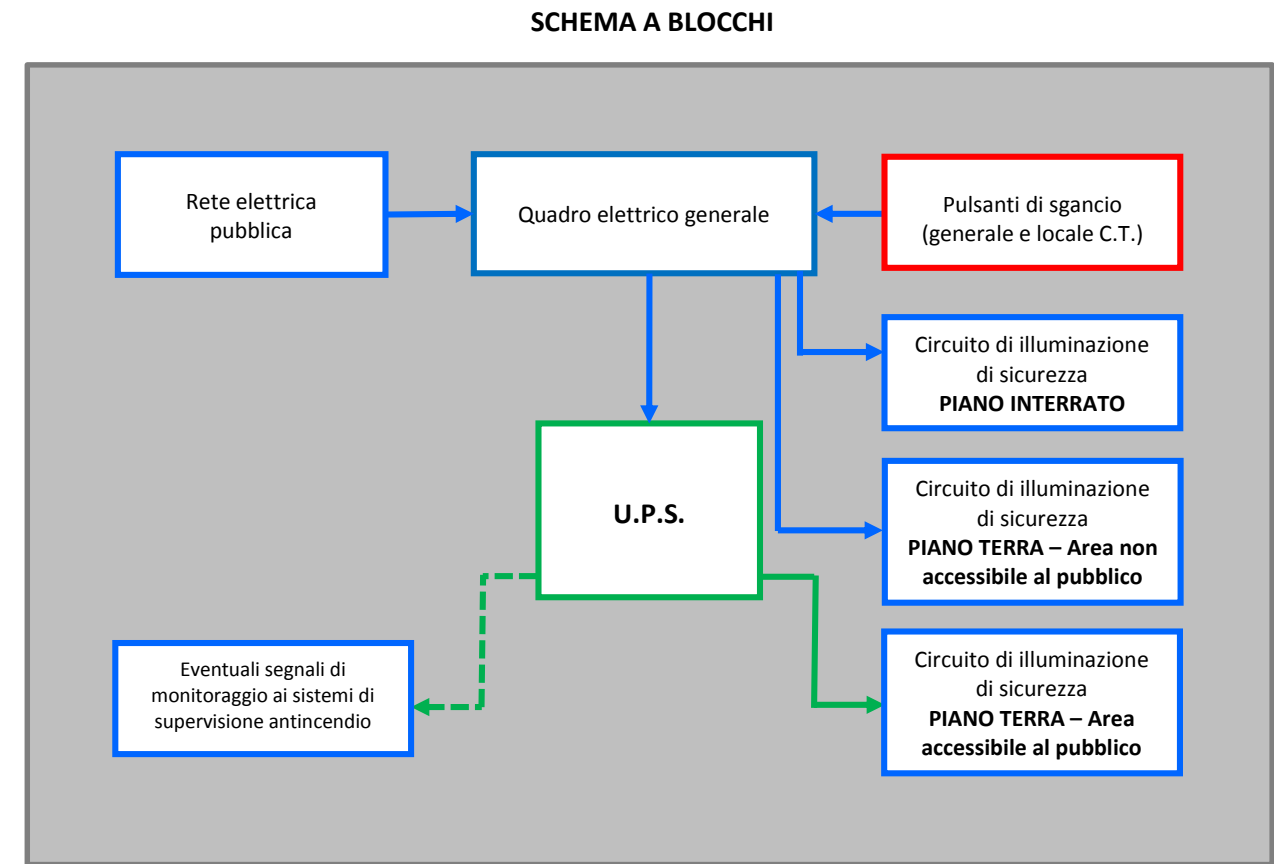 SCHEMA A BLOCCHI
Rete elettrica
pubblica
Quadro elettrico generale
Pulsanti di sgancio
(generale e locale C.T.)
Circuito di illuminazione
di sicurezza
PIANO INTERRATO
U.P.S.
Circuito di illuminazione
di sicurezza
PIANO TERRA – Area non
accessibile al pubblico
Eventuali segnali di
monitoraggio ai sistemi di
supervisione antincendio
Circuito di illuminazione
di sicurezza
PIANO TERRA – Area
accessibile al pubblico